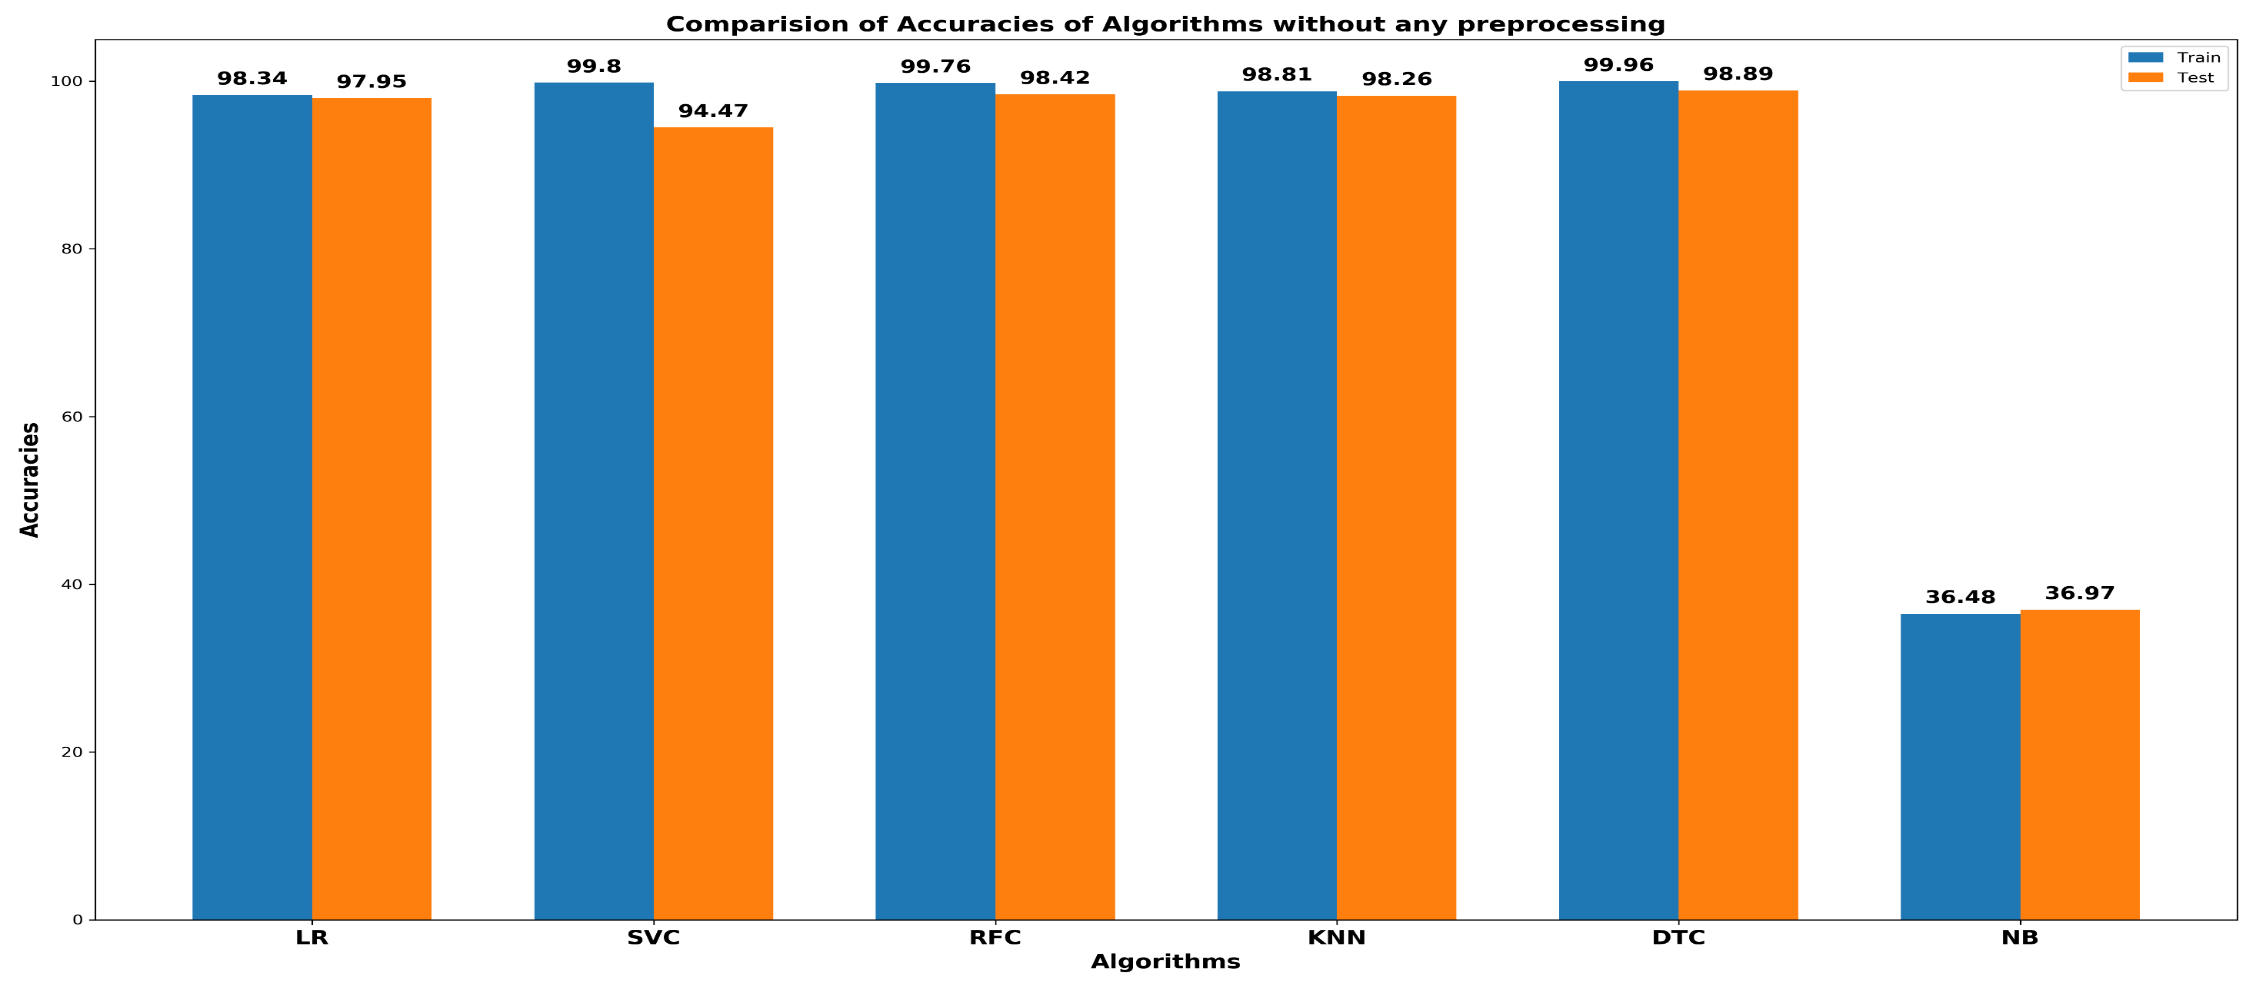 Comparision of Accuracies of Algorithms without any preprocessing
Train
Test
98.34
97.95
99.8
94.47
99.76
98.42
98.81
98.26
99.96
98.89
36.48
36.97
100
80
60
40
20
0
Accuracies
LR
SVC
RFC
KNN
DTC
NB
Algorithms